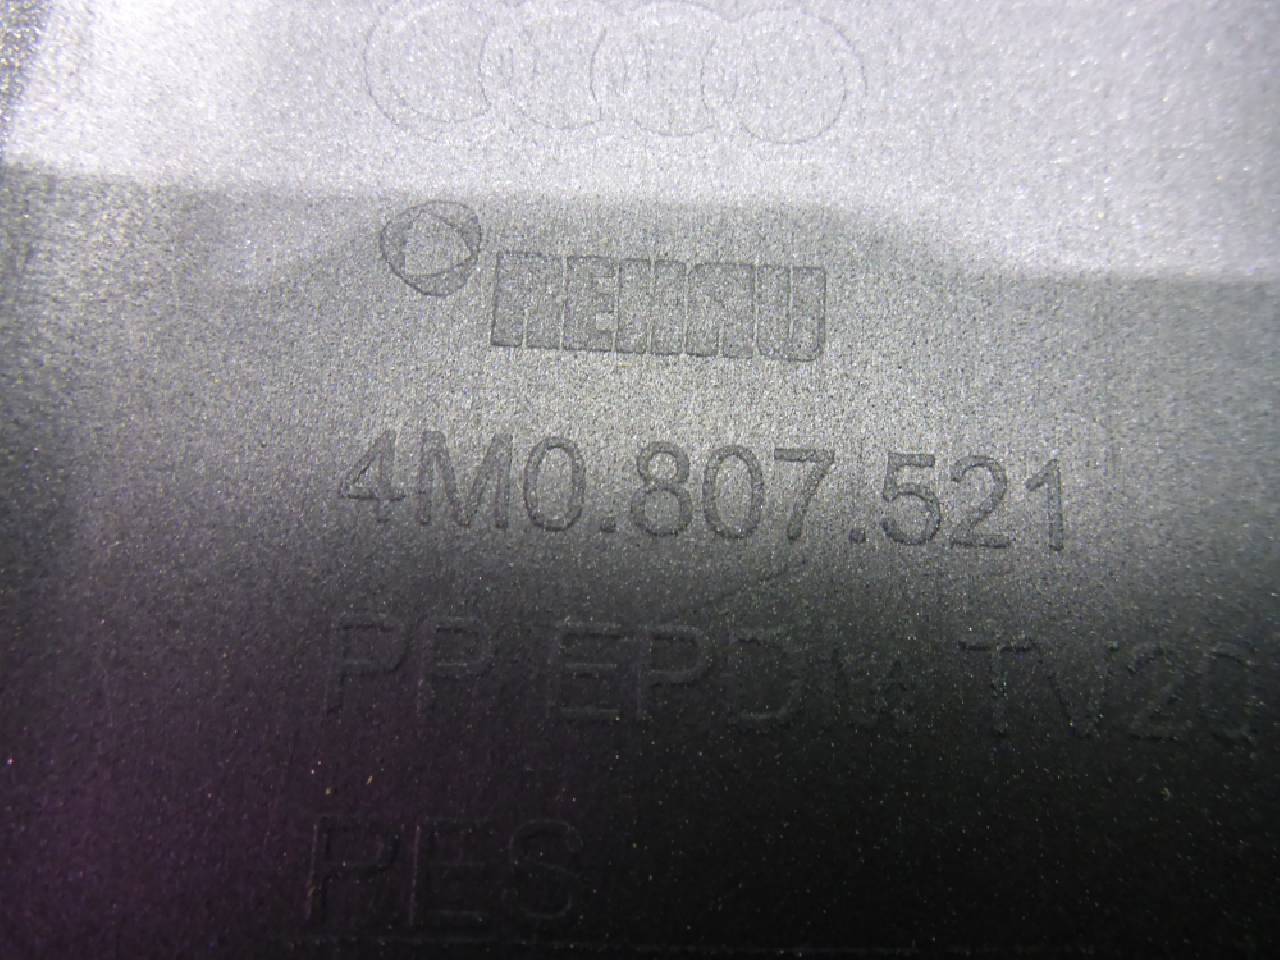 REHAU
4M0.807.521
PP EPDM TV20
PES